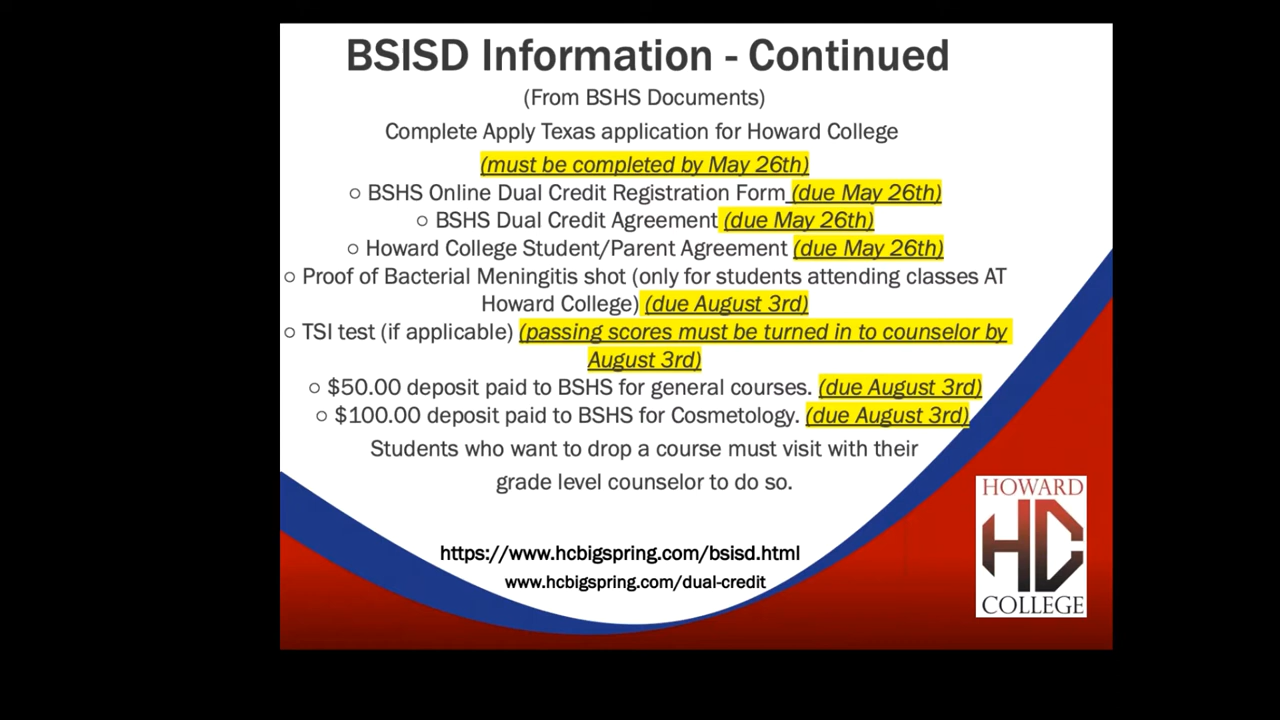 BSISD Information - Continued
(From BSHS Documents)
Complete Apply Texas application for Howard College
(must be completed by May 26th)
○ BSHS Online Dual Credit Registration Form (due May 26th)
○ BSHS Dual Credit Agreement (due May 26th)
○ Howard College Student/Parent Agreement (due May 26th)
○ Proof of Bacterial Meningitis shot (only for students attending classes AT
Howard College) (due August 3rd)
○ TSI test (if applicable) (passing scores must be turned in to counselor by
August 3rd)
○ $50.00 deposit paid to BSHS for general courses. (due August 3rd)
○ $100.00 deposit paid to BSHS for Cosmetology. (due August 3rd)
Students who want to drop a course must visit with their
grade level counselor to do so.
https://www.hcbigspring.com/bsisd.html
www.hcbigspring.com/dual-credit
HOWARD
HC
COLLEGE